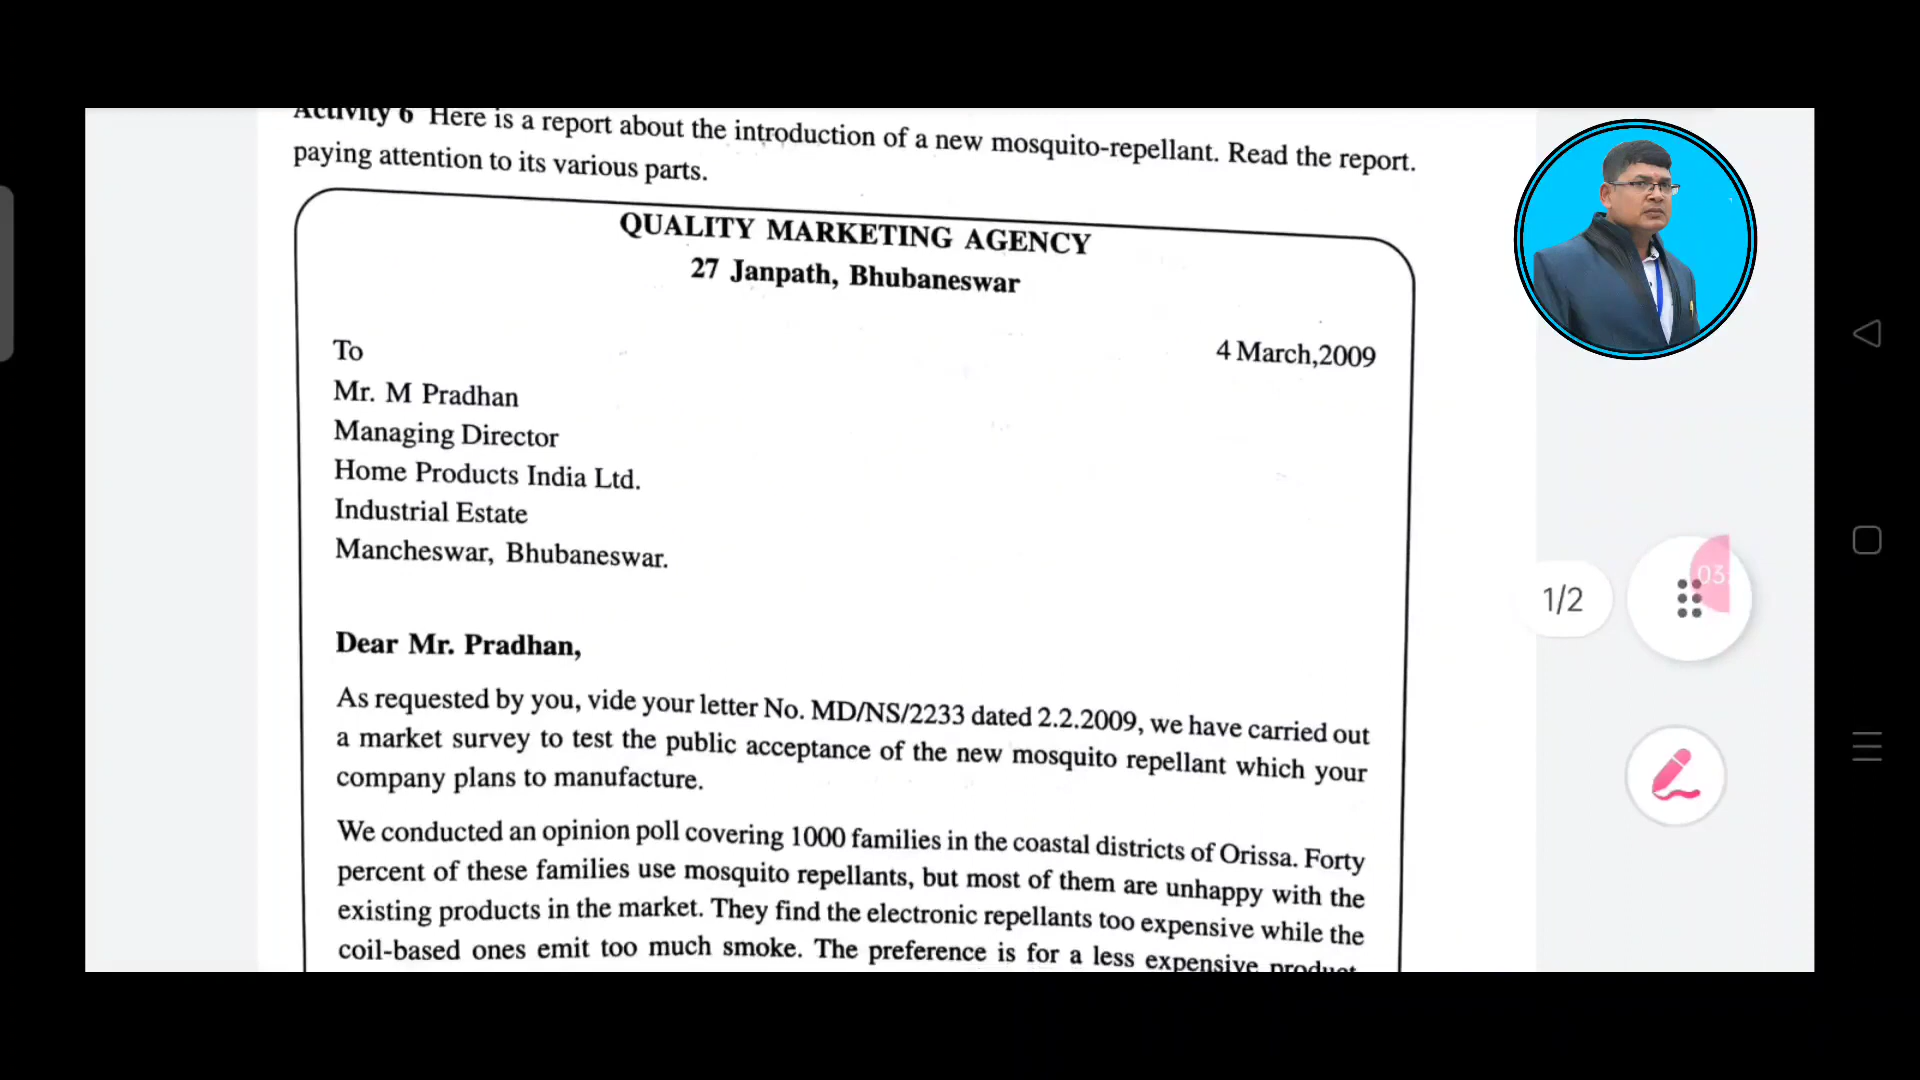 Activity 6 Here is a report about the introduction of a new mosquito-repellant. Read the report.
paying attention to its various parts.
QUALITY MARKETING AGENCY
27 Janpath, Bhubaneswar
To
4 March,2009
Mr. M Pradhan
Managing Director
Home Products India Ltd.
Industrial Estate
Mancheswar, Bhubaneswar.
1/2
03
Dear Mr. Pradhan,
As requested by you, vide your letter No. MD/NS/2233 dated 2.2.2009, we have carried out
a market survey to test the public acceptance of the new mosquito repellant which your
company plans to manufacture.
We conducted an opinion poll covering 1000 families in the coastal districts of Orissa. Forty
percent of these families use mosquito repellants, but most of them are unhappy with the
existing products in the market. They find the electronic repellants too expensive while the
coil-based ones emit too much smoke. The preference is for a less expensive product